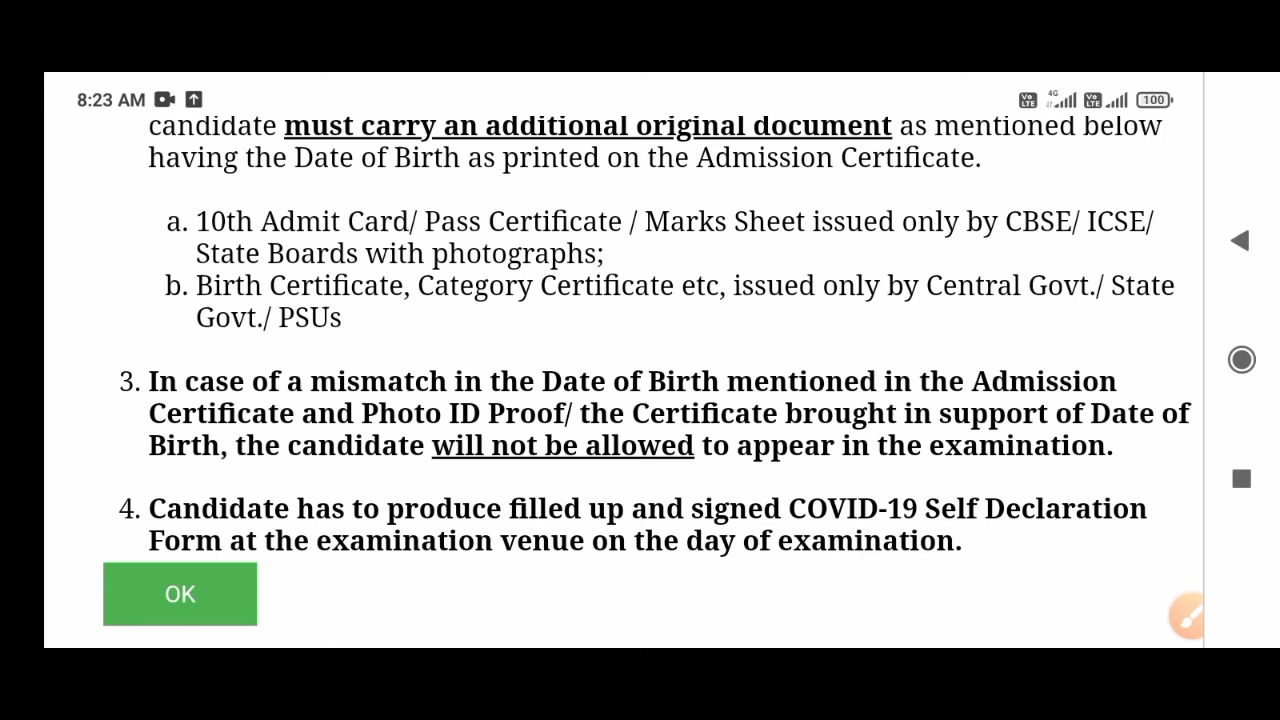 8:23 AM
Vo LTE 4G Vo LTE 100
candidate must carry an additional original document as mentioned below
having the Date of Birth as printed on the Admission Certificate.
a. 10th Admit Card/ Pass Certificate / Marks Sheet issued only by CBSE/ ICSE/
State Boards with photographs;
b. Birth Certificate, Category Certificate etc, issued only by Central Govt./ State
Govt./ PSUs
3. In case of a mismatch in the Date of Birth mentioned in the Admission
Certificate and Photo ID Proof/ the Certificate brought in support of Date of
Birth, the candidate will not be allowed to appear in the examination.
4. Candidate has to produce filled up and signed COVID-19 Self Declaration
Form at the examination venue on the day of examination.
OK